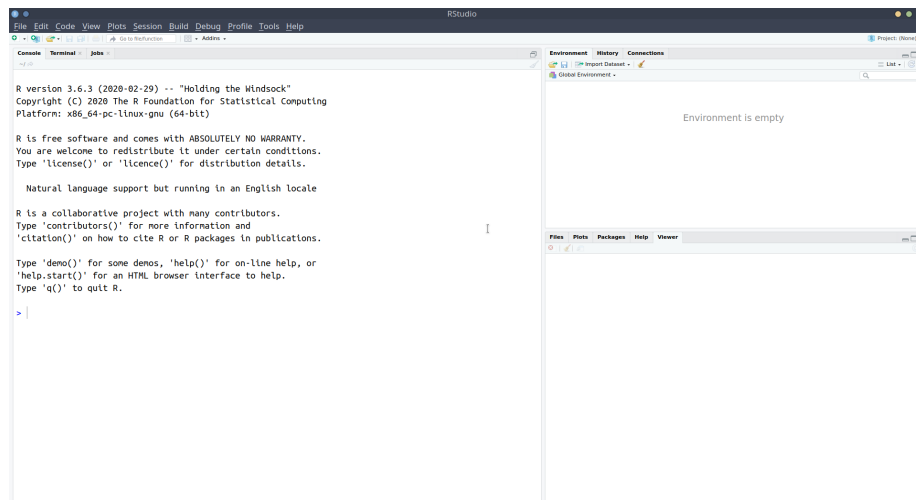 RStudio
File Edit Code View Plots Session Build Debug Profile Tools Help
Go to file/function Addins Project: (None)
Console Terminal Jobs
~/
R version 3.6.3 (2020-02-29) -- "Holding the Windsock"
Copyright (C) 2020 The R Foundation for Statistical Computing
Platform: x86_64-pc-linux-gnu (64-bit)
R is free software and comes with ABSOLUTELY NO WARRANTY.
You are welcome to redistribute it under certain conditions.
Type 'license()' or 'licence()' for distribution details.
Natural language support but running in an English locale
R is a collaborative project with many contributors.
Type 'contributors()' for more information and
'citation()' on how to cite R or R packages in publications.
Type 'demo()' for some demos, 'help()' for on-line help, or
'help.start()' for an HTML browser interface to help.
Type 'q()' to quit R.
>
Environment History Connections
Import Dataset List
Global Environment
Environment is empty
Files Plots Packages Help Viewer